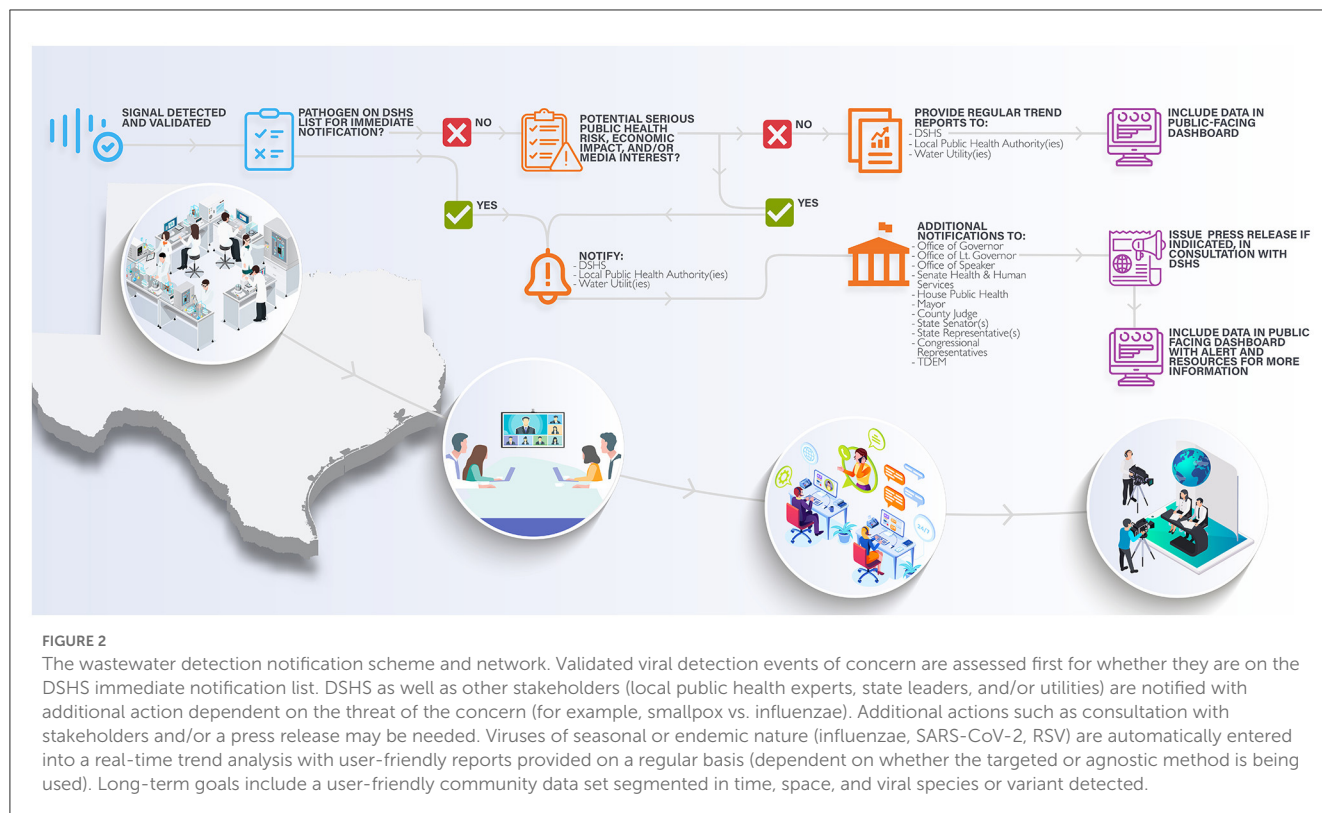 SIGNAL DETECTED
AND VALIDATED
PATHOGEN ON DSHS
LIST FOR IMMEDIATE
NOTIFICATION?
NO
POTENTIAL SERIOUS
PUBLIC HEALTH
RISK, ECONOMIC
IMPACT, AND/OR
MEDIA INTEREST?
NO
PROVIDE REGULAR TREND
REPORTS TO:
- DSHS
- Local Public Health Authority(ies)
- Water Utility(ies)
INCLUDE DATA IN
PUBLIC-FACING
DASHBOARD
YES
YES
NOTIFY:
- DSHS
- Local Public Health Authority(ies)
- Water Utilit(ies)
ADDITIONAL
NOTIFICATIONS TO:
- Office of Governor
- Office of Lt. Governor
- Office of Speaker
- Senate Health & Human
Services
- House Public Health
- Mayor
- County Judge
- State Senator(s)
- State Representative(s)
- Congressional
Representatives
- TDEM
ISSUE PRESS RELEASE IF
INDICATED, IN
CONSULTATION WITH
DSHS
INCLUDE DATA IN PUBLIC
FACING DASHBOARD
WITH ALERT AND
RESOURCES FOR MORE
INFORMATION
24/7
FIGURE 2
The wastewater detection notification scheme and network. Validated viral detection events of concern are assessed first for whether they are on the
DSHS immediate notification list. DSHS as well as other stakeholders (local public health experts, state leaders, and/or utilities) are notified with
additional action dependent on the threat of the concern (for example, smallpox vs. influenzae). Additional actions such as consultation with
stakeholders and/or a press release may be needed. Viruses of seasonal or endemic nature (influenzae, SARS-CoV-2, RSV) are automatically entered
into a real-time trend analysis with user-friendly reports provided on a regular basis (dependent on whether the targeted or agnostic method is being
used). Long-term goals include a user-friendly community data set segmented in time, space, and viral species or variant detected.